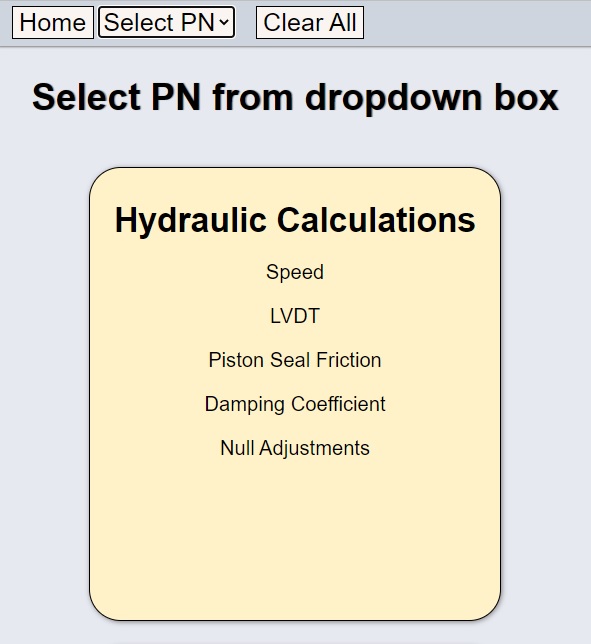 Home Select PN Clear All
Select PN from dropdown box
Hydraulic Calculations
Speed
LVDT
Piston Seal Friction
Damping Coefficient
Null Adjustments